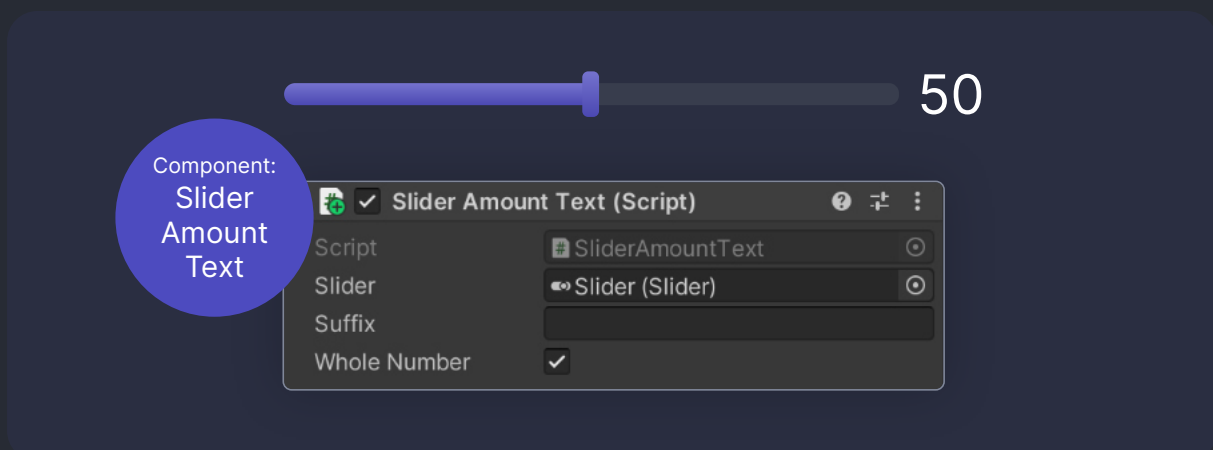 50
Component:
Slider
Amount
Text
Slider Amount Text (Script)
Script
SliderAmountText
Slider
Slider (Slider)
Suffix
Whole Number